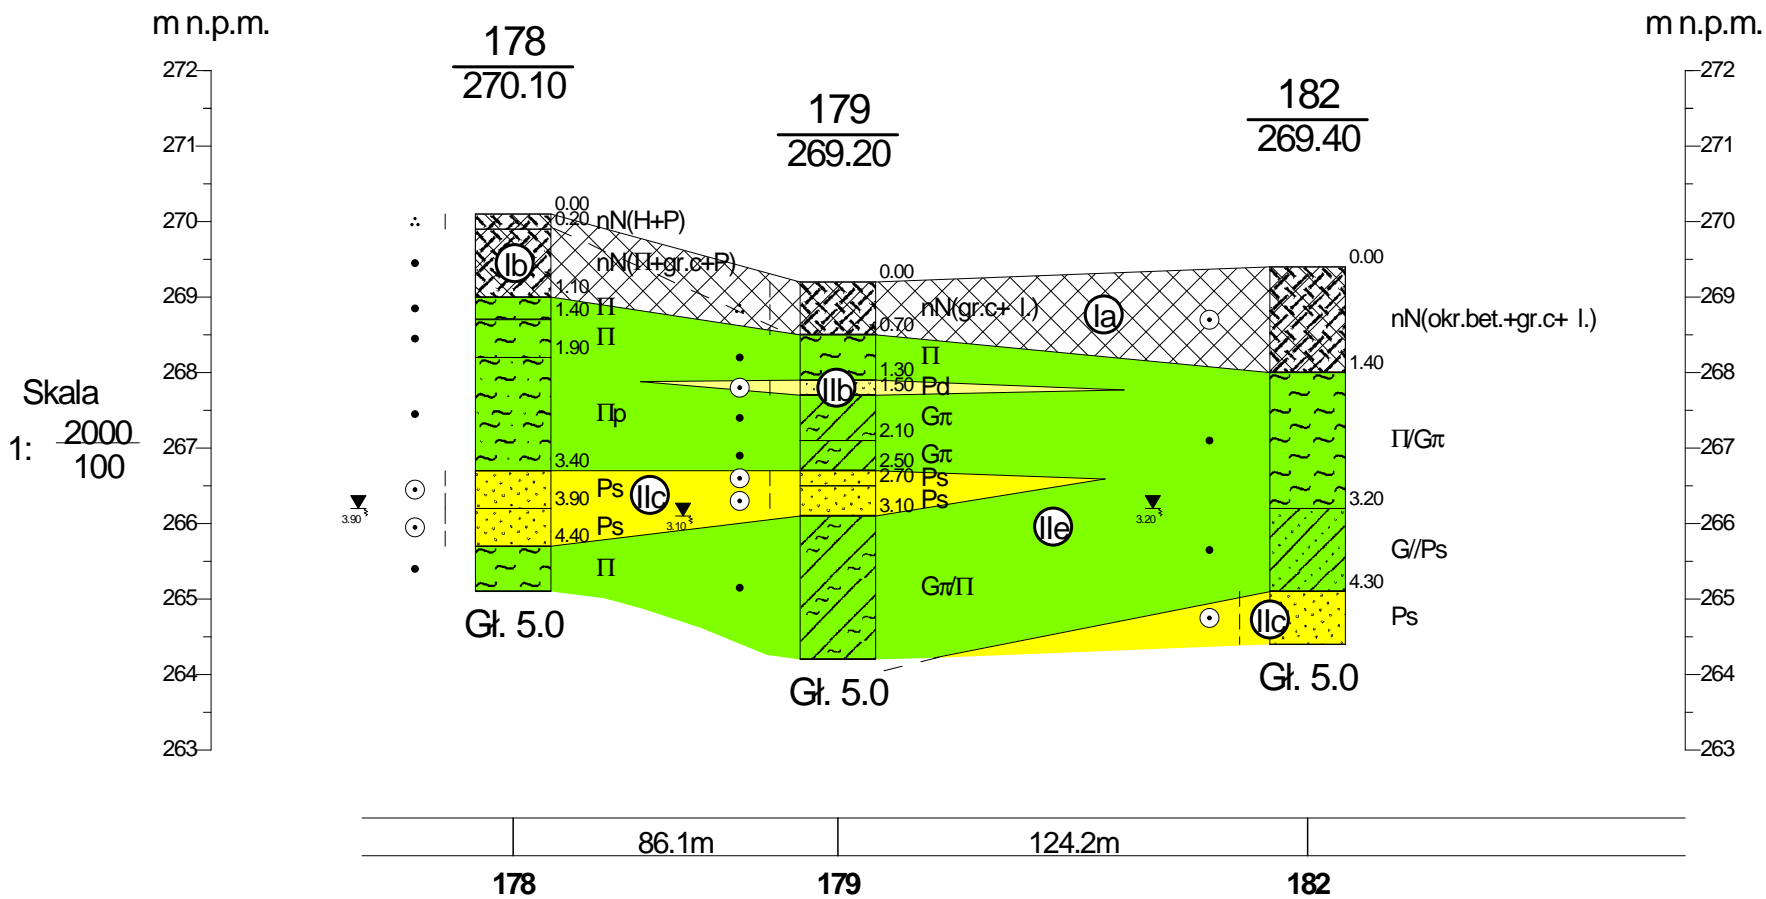 m n.p.m.
m n.p.m.
178
270.10
179
269.20
182
269.40
272
271
270
269
268
267
266
265
264
263
272
271
270
269
268
267
266
265
264
263
Skala
1: 2000
100
0.00
0.20 nN(H+P)
Ib
nN(Π+gr.c+P)
1.10
1.40 Π
Π
1.90
Πp
3.40
Ps
3.90
Ps
4.40
Π
Gł. 5.0
3.90
IIc
3.10
0.00
nN(gr.c+ l.)
0.70
Π
1.30
1.50 Pd
IIb
Gπ
2.10
Gπ
2.50
2.70 Ps
Ps
3.10
Gπ/Π
Gł. 5.0
Ia
IIe
3.20
0.00
nN(okr.bet.+gr.c+ l.)
1.40
Π/Gπ
3.20
G//Ps
4.30
IIc
Ps
Gł. 5.0
86.1m
124.2m
178
179
182